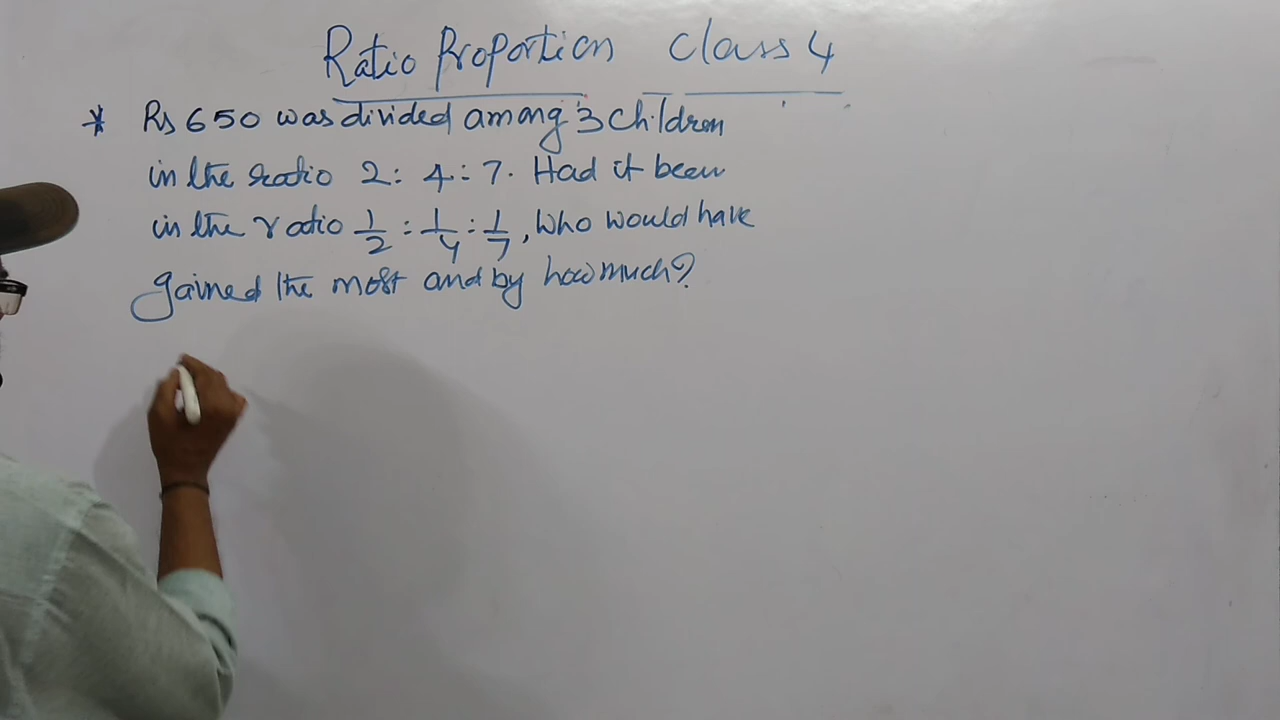 Ratio Proportion Class 4
* Rs 650 was divided among 3 children
in the ratio 2 : 4 : 7. Had it been
in the ratio 1/2 : 1/4 : 1/7, who would have
gained the most and by how much?